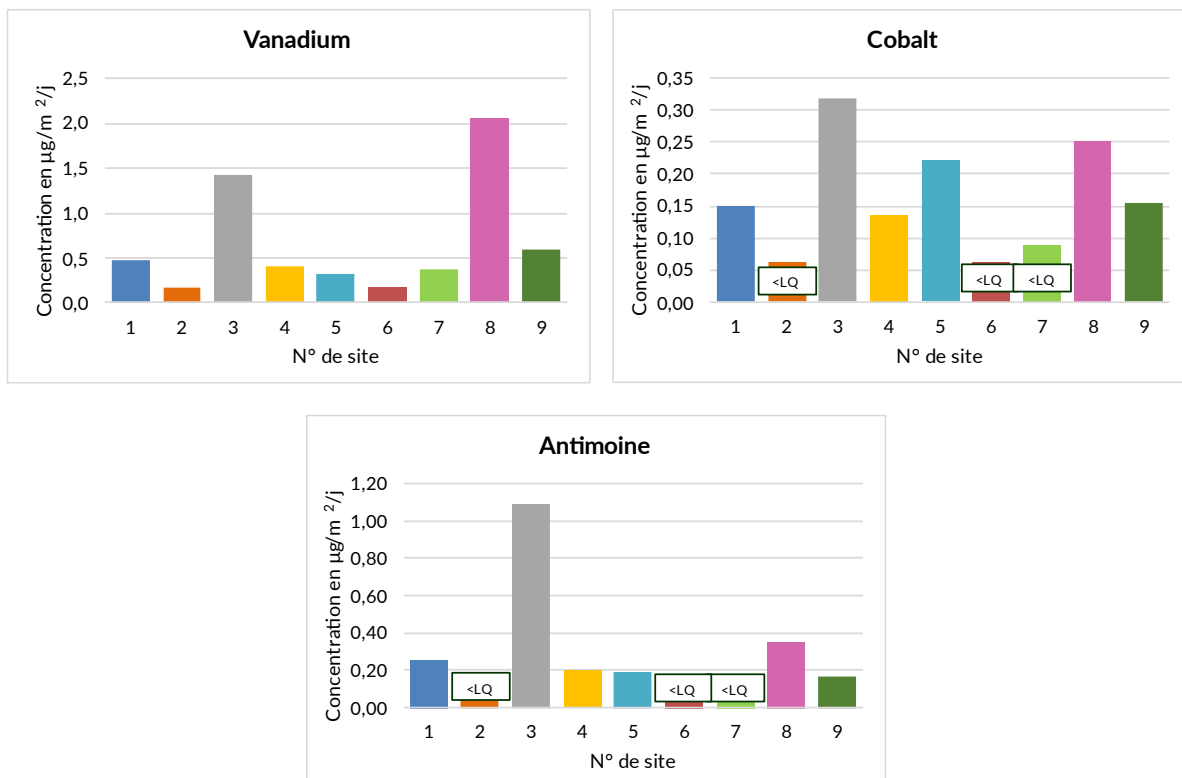 Vanadium
Concentration en µg/m ²/j
2,5
2,0
1,5
1,0
0,5
0,0
1 2 3 4 5 6 7 8 9
N° de site
Cobalt
Concentration en µg/m ²/j
0,35
0,30
0,25
0,20
0,15
0,10
0,05
0,00
<LQ <LQ <LQ
1 2 3 4 5 6 7 8 9
N° de site
Antimoine
Concentration en µg/m ²/j
1,20
1,00
0,80
0,60
0,40
0,20
0,00
<LQ <LQ <LQ
1 2 3 4 5 6 7 8 9
N° de site